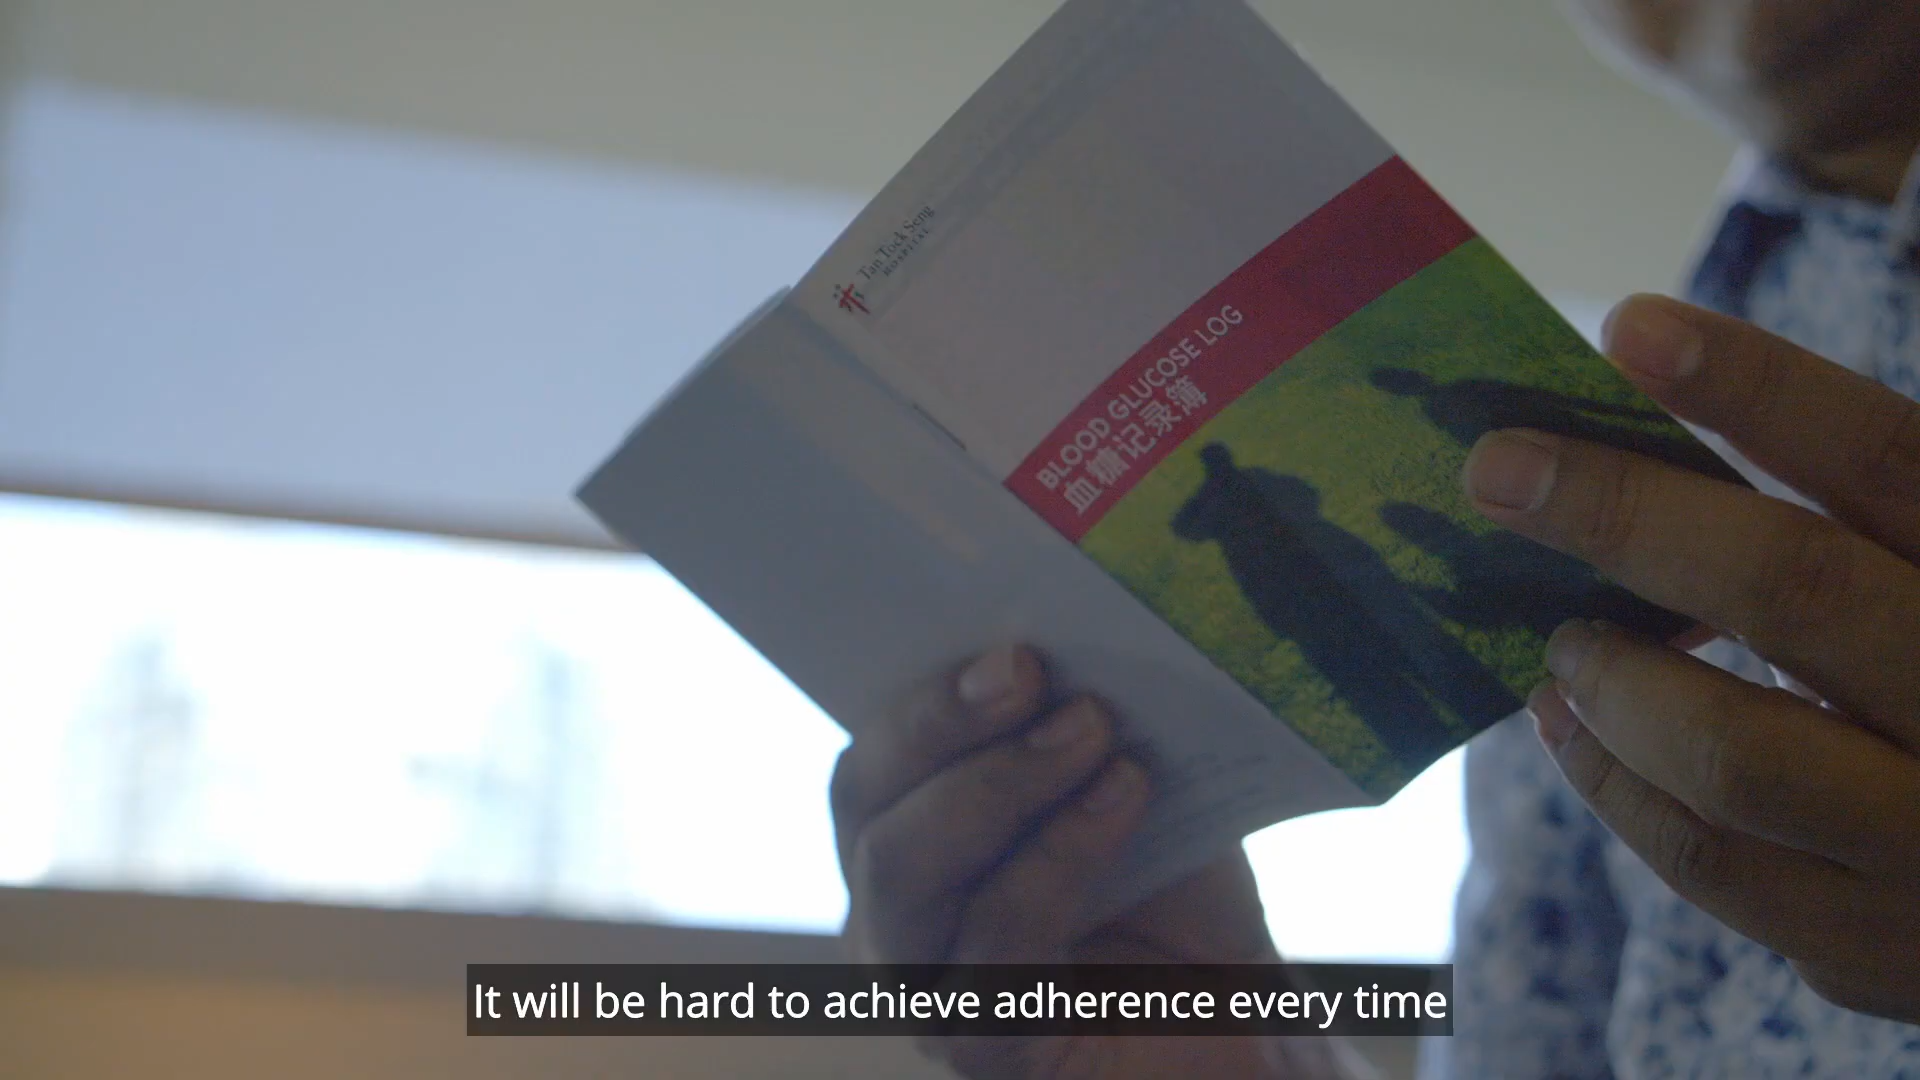 Tan Tock Seng
HOSPITAL
BLOOD GLUCOSE LOG
血糖记录簿
It will be hard to achieve adherence every time